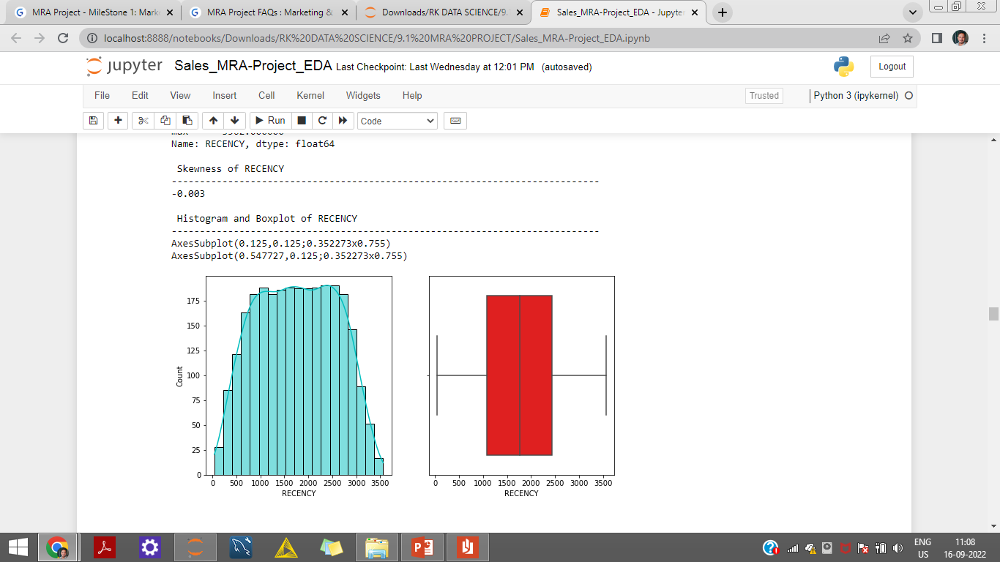 MRA Project - MileStone 1: Mark
MRA Project FAQs : Marketing &
Downloads/RK DATA SCIENCE/9.
Sales_MRA-Project_EDA - Jupyter
localhost:8888/notebooks/Downloads/RK%20DATA%20SCIENCE/9.1%20MRA%20PROJECT/Sales_MRA-Project_EDA.ipynb
jupyter Sales_MRA-Project_EDA Last Checkpoint: Last Wednesday at 12:01 PM (autosaved)
Logout
File Edit View Insert Cell Kernel Widgets Help
Trusted
Python 3 (ipykernel)
Run
Code
Name: RECENCY, dtype: float64
Skewness of RECENCY
----------------------------------------------------------------------------
-0.003
Histogram and Boxplot of RECENCY
----------------------------------------------------------------------------
AxesSubplot(0.125,0.125;0.352273x0.755)
AxesSubplot(0.547727,0.125;0.352273x0.755)
175
150
125
100
75
50
25
0
Count
0 500 1000 1500 2000 2500 3000 3500
RECENCY
0 500 1000 1500 2000 2500 3000 3500
RECENCY
ENG
US
11:08
16-09-2022